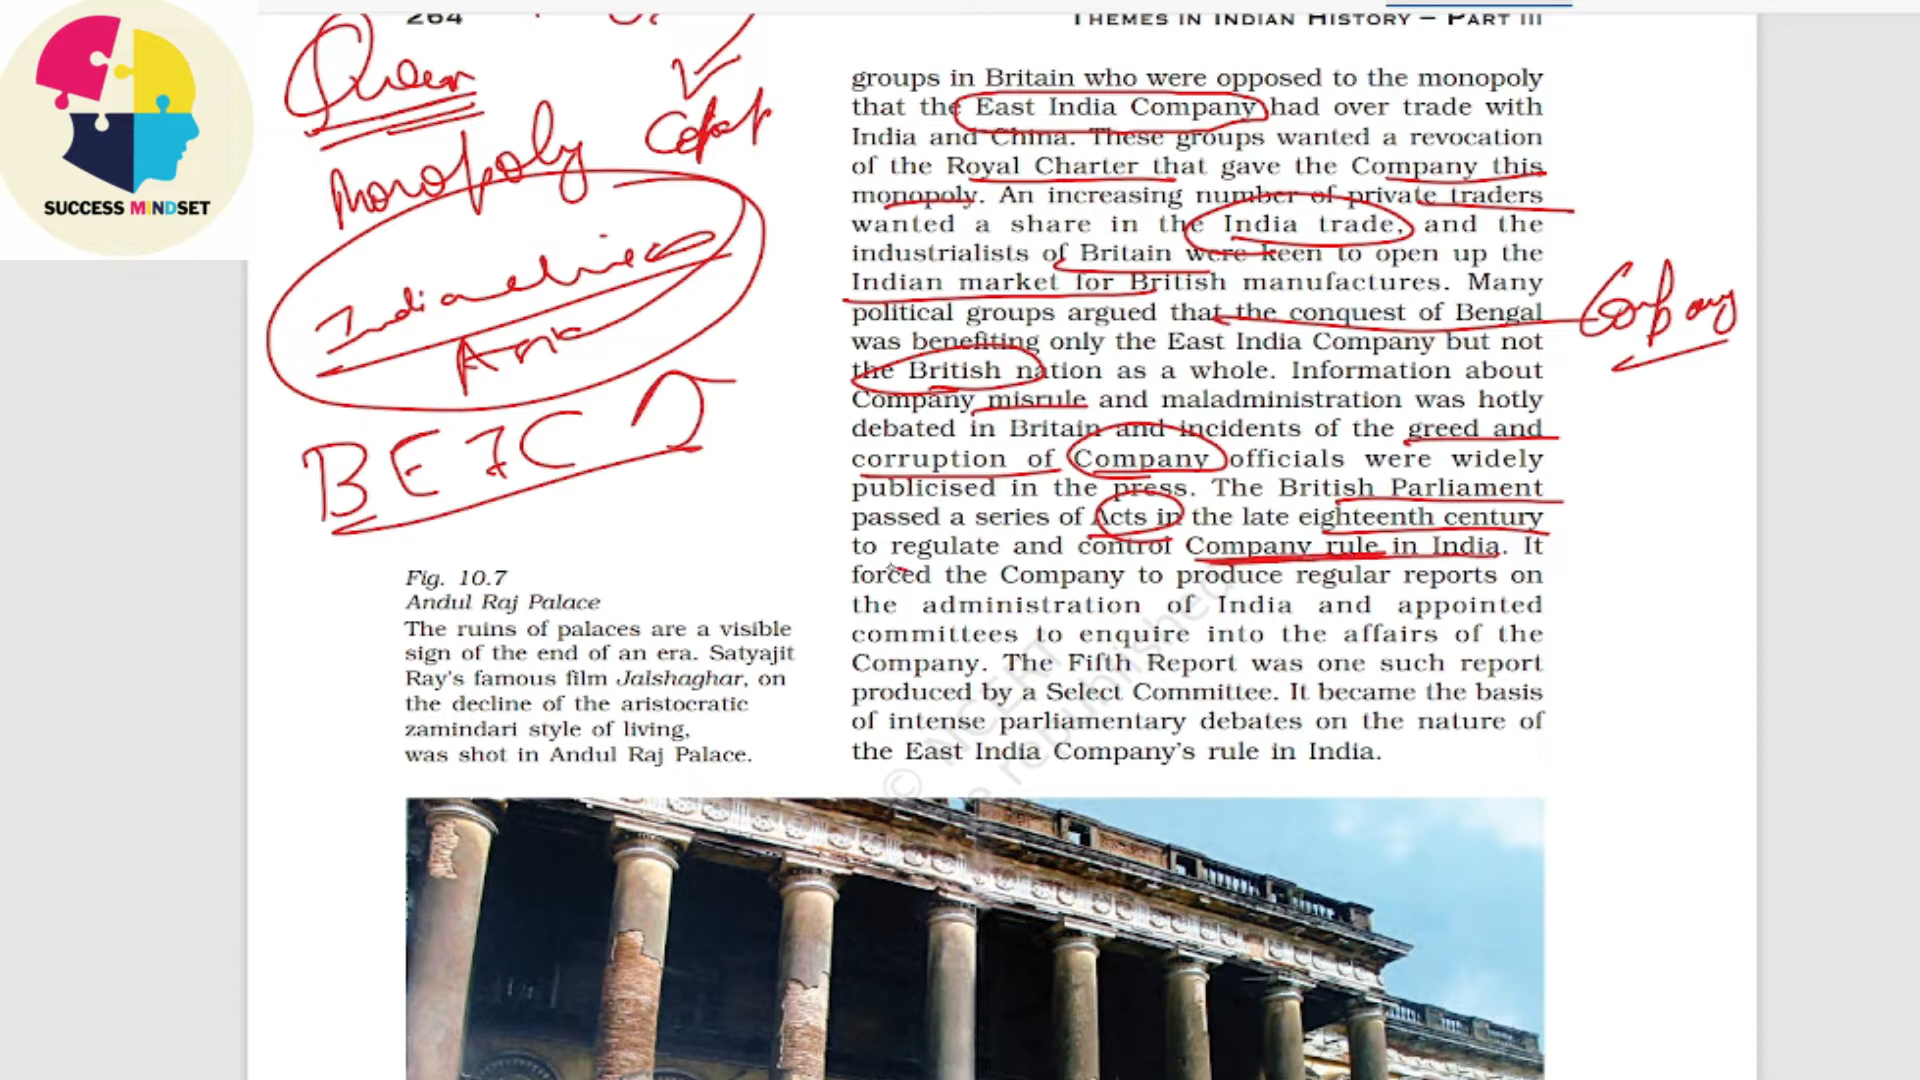 264
THEMES IN INDIAN HISTORY – PART III
SUCCESS MINDSET
Queen
Monopoly
India
Asia
BEIC
Company
groups in Britain who were opposed to the monopoly
that the East India Company had over trade with
India and China. These groups wanted a revocation
of the Royal Charter that gave the Company this
monopoly. An increasing number of private traders
wanted a share in the India trade, and the
industrialists of Britain were keen to open up the
Indian market for British manufactures. Many
political groups argued that the conquest of Bengal
was benefiting only the East India Company but not
the British nation as a whole. Information about
Company misrule and maladministration was hotly
debated in Britain and incidents of the greed and
corruption of Company officials were widely
publicised in the press. The British Parliament
passed a series of Acts in the late eighteenth century
to regulate and control Company rule in India. It
forced the Company to produce regular reports on
the administration of India and appointed
committees to enquire into the affairs of the
Company. The Fifth Report was one such report
produced by a Select Committee. It became the basis
of intense parliamentary debates on the nature of
the East India Company's rule in India.
Fig. 10.7
Andul Raj Palace
The ruins of palaces are a visible
sign of the end of an era. Satyajit
Ray's famous film Jalshaghar, on
the decline of the aristocratic
zamindari style of living,
was shot in Andul Raj Palace.
© NCERT
be republished